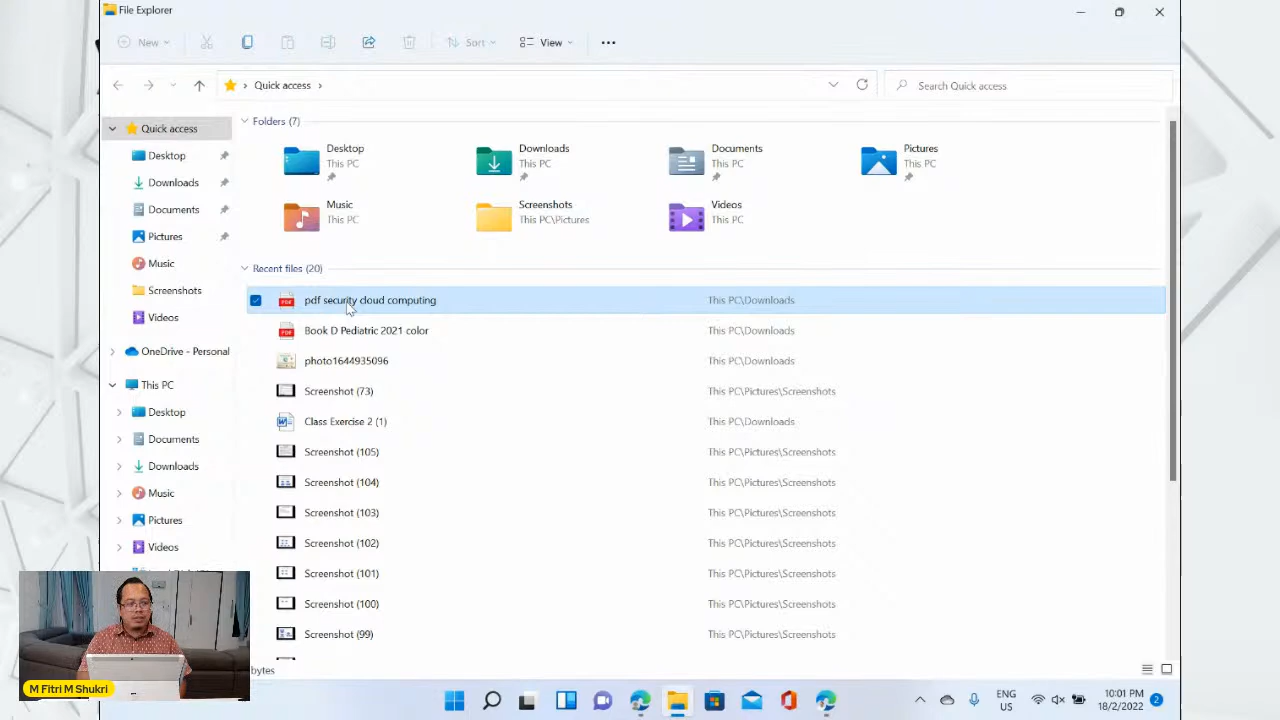 File Explorer
New
Sort
View
Quick access
Search Quick access
Quick access
Desktop
Downloads
Documents
Pictures
Music
Screenshots
Videos
OneDrive - Personal
This PC
Desktop
Documents
Downloads
Music
Pictures
Videos
Folders (7)
Desktop
This PC
Downloads
This PC
Documents
This PC
Pictures
This PC
Music
This PC
Screenshots
This PC\Pictures
Videos
This PC
Recent files (20)
pdf security cloud computing This PC\Downloads
Book D Pediatric 2021 color This PC\Downloads
photo1644935096 This PC\Downloads
Screenshot (73) This PC\Pictures\Screenshots
Class Exercise 2 (1) This PC\Downloads
Screenshot (105) This PC\Pictures\Screenshots
Screenshot (104) This PC\Pictures\Screenshots
Screenshot (103) This PC\Pictures\Screenshots
Screenshot (102) This PC\Pictures\Screenshots
Screenshot (101) This PC\Pictures\Screenshots
Screenshot (100) This PC\Pictures\Screenshots
Screenshot (99) This PC\Pictures\Screenshots
bytes
M Fitri M Shukri
ENG
US
10:01 PM
18/2/2022
2